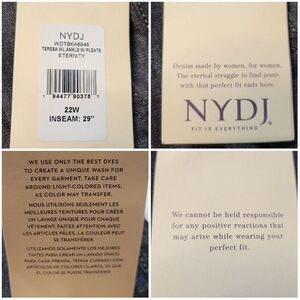 NYDJ
WDTBKA8946
TERESA WL ANKLE W/ PLEATS
ETERNITY
1 94477 90378 7
22W
INSEAM: 29"
Denim made by women, for women.
The eternal struggle to find jeans
with that perfect fit ends here.
NYDJ
FIT IS EVERYTHING
WE USE ONLY THE BEST DYES
TO CREATE A UNIQUE WASH FOR
EVERY GARMENT. TAKE CARE
AROUND LIGHT-COLORED ITEMS,
AS COLOR MAY TRANSFER.
NOUS UTILISONS SEULEMENT LES
MEILLEURES TEINTURES POUR CRÉER
UN LAVAGE UNIQUE POUR CHAQUE
VÊTEMENT. FAITES ATTENTION AVEC
LES ARTICLES PÂLES, LA COULEUR PEUT
SE TRANSFÉRER.
UTILIZAMOS SOLAMENTE LOS MEJORES
TINTES PARA CREAR UN LAVADO ÚNICO
PARA CADA PRENDA. TENGA CUIDADO CON
ARTÍCULOS DE COLORES CLAROS, YA QUE
EL COLOR SE PUEDE TRANSFERIR.
We cannot be held responsible
for any positive reactions that
may arise while wearing your
perfect fit.